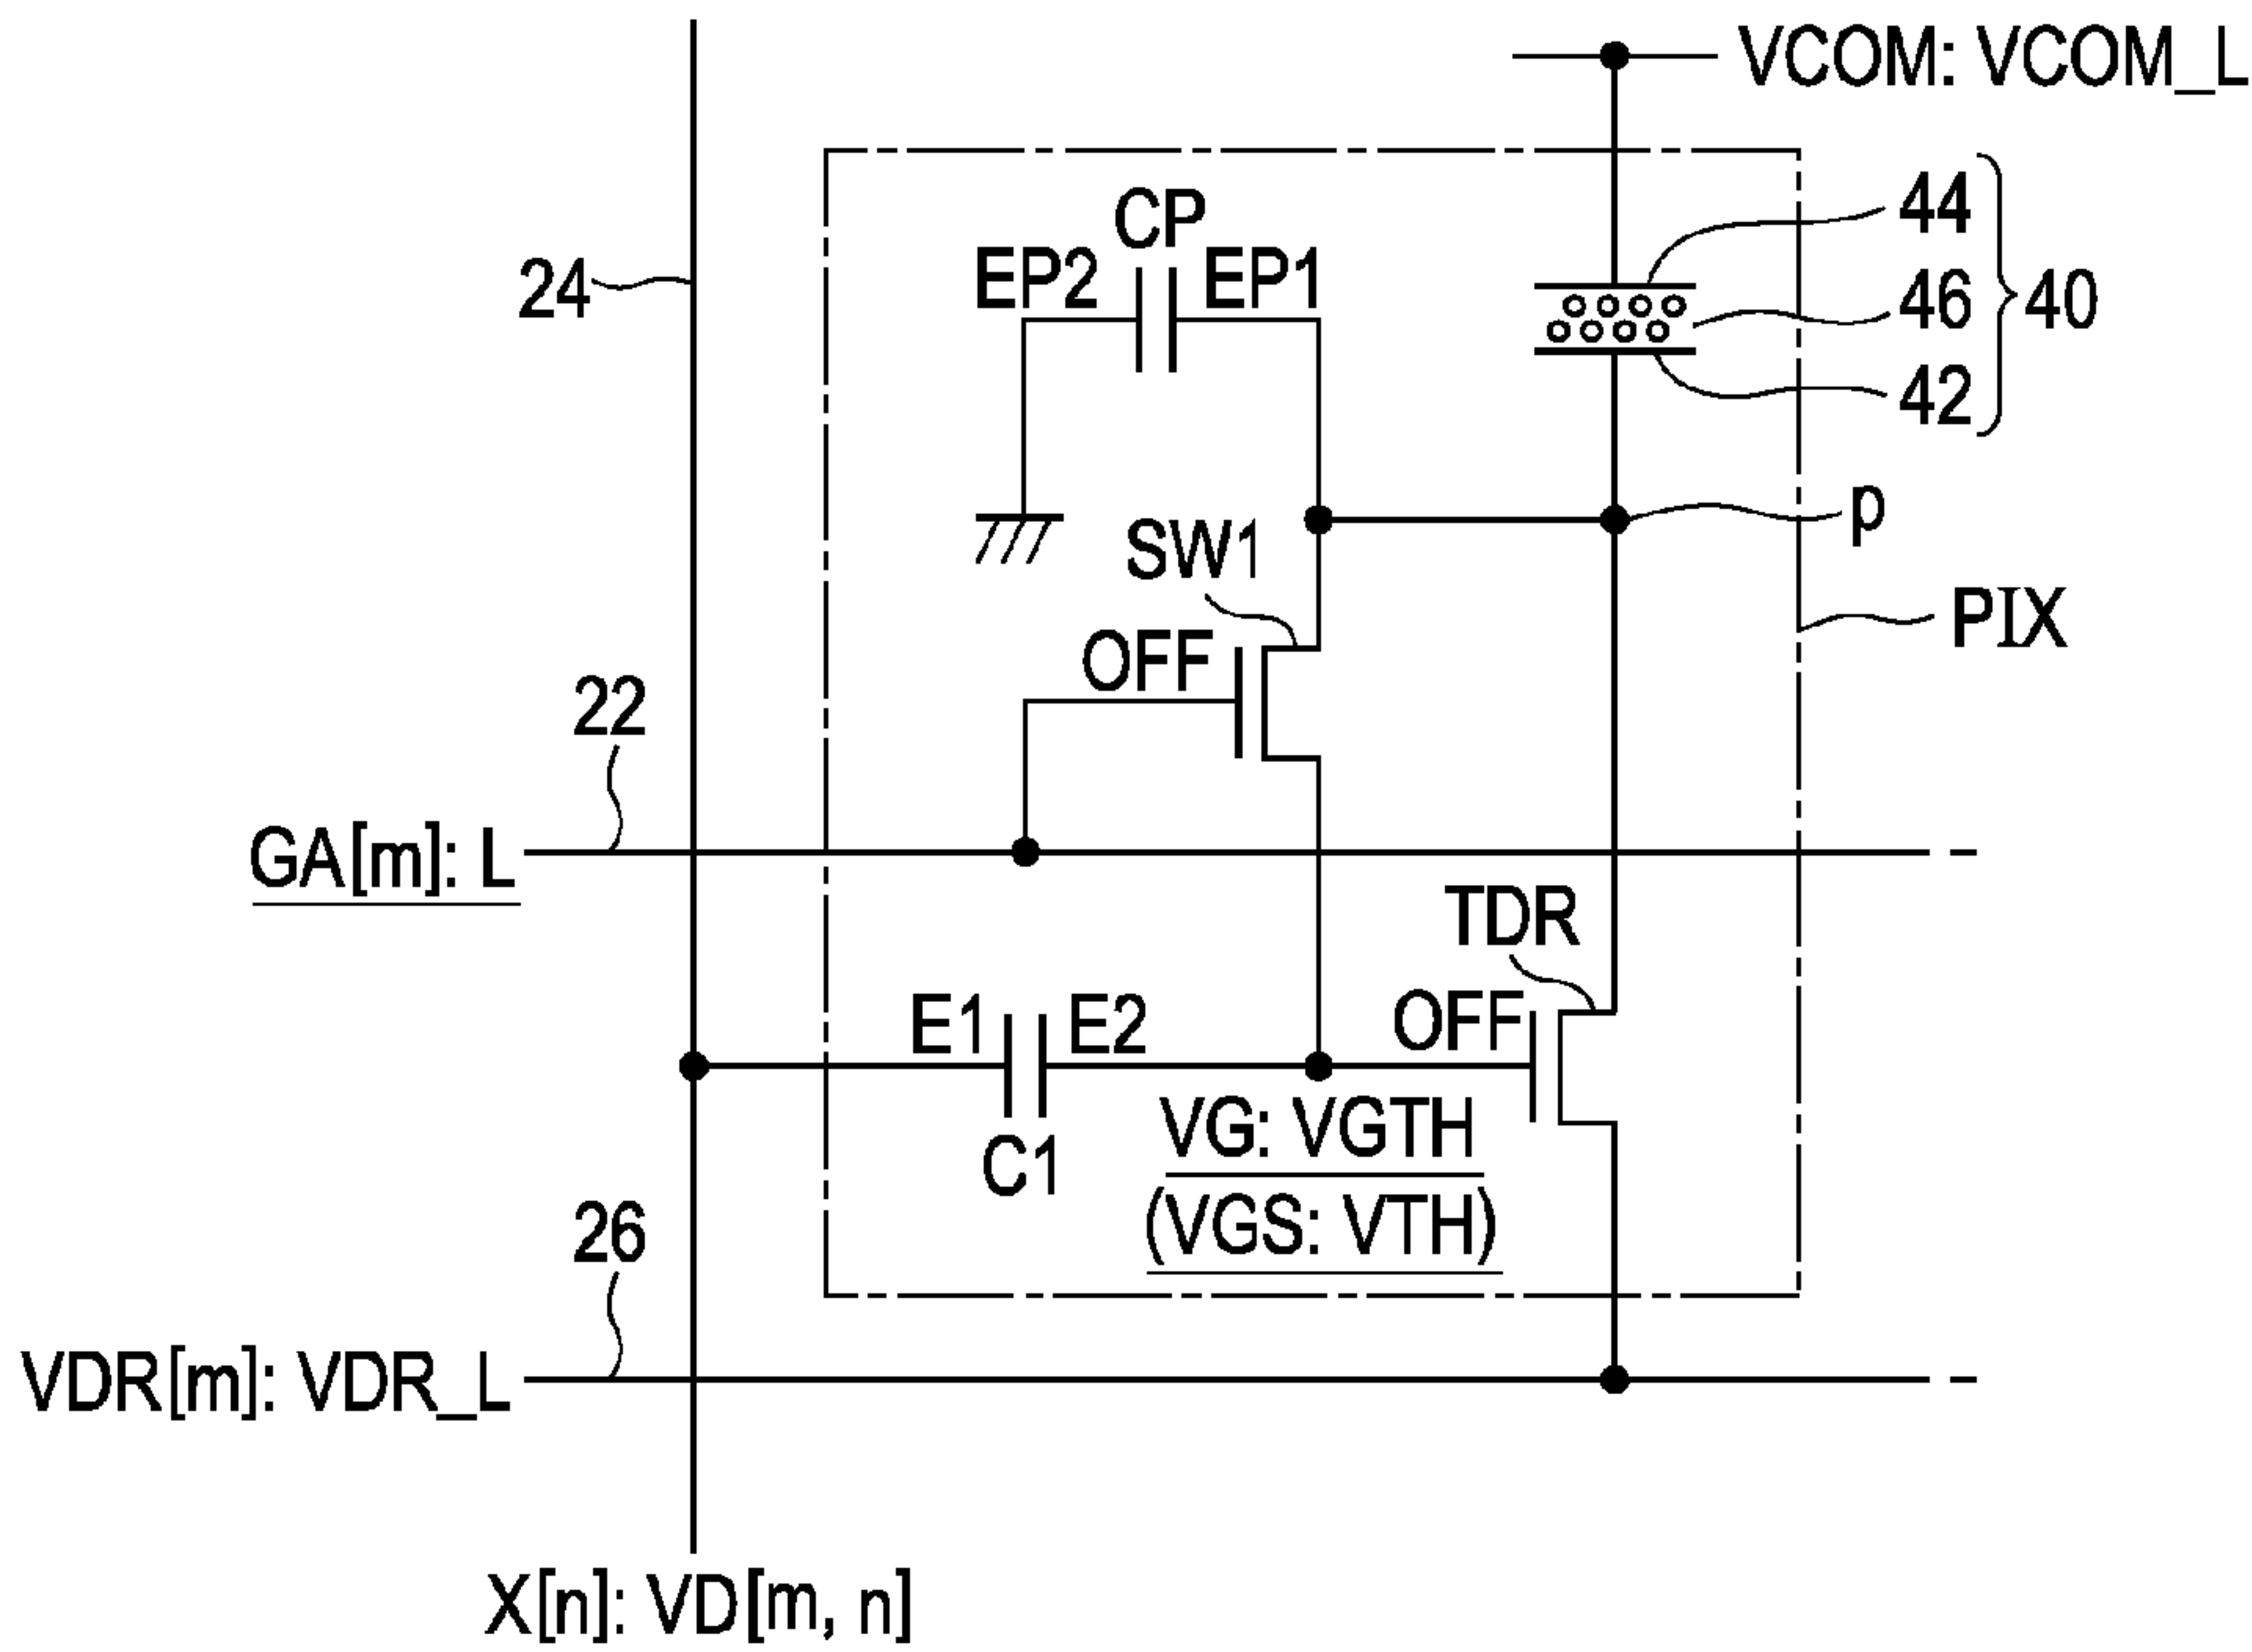 VCOM: VCOM_L
CP
EP2
EP1
44
46
42
40
24
p
SW1
PIX
OFF
22
GA[m]: L
TDR
OFF
E1
E2
C1
VG: VGTH
(VGS: VTH)
26
VDR[m]: VDR_L
X[n]: VD[m, n]